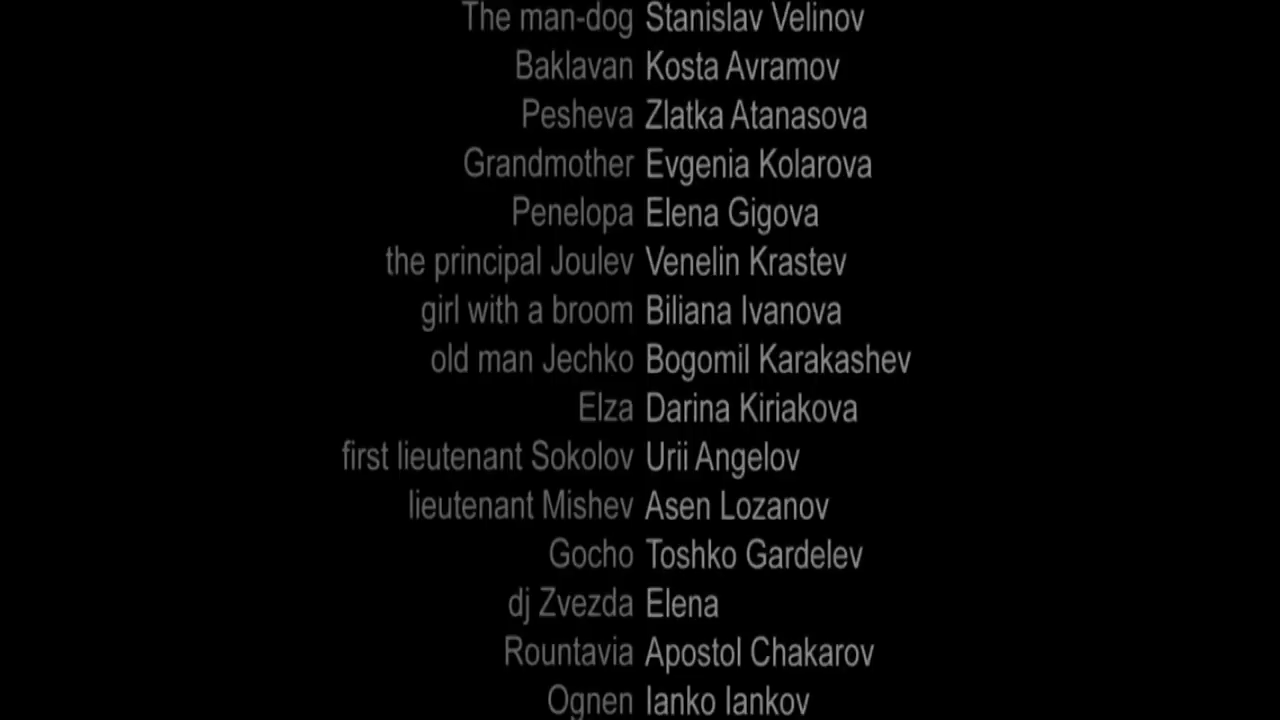 The man-dog Stanislav Velinov
Baklavan Kosta Avramov
Pesheva Zlatka Atanasova
Grandmother Evgenia Kolarova
Penelopa Elena Gigova
the principal Joulev Venelin Krastev
girl with a broom Biliana Ivanova
old man Jechko Bogomil Karakashev
Elza Darina Kiriakova
first lieutenant Sokolov Urii Angelov
lieutenant Mishev Asen Lozanov
Gocho Toshko Gardelev
dj Zvezda Elena
Rountavia Apostol Chakarov
Ognen Ianko Iankov